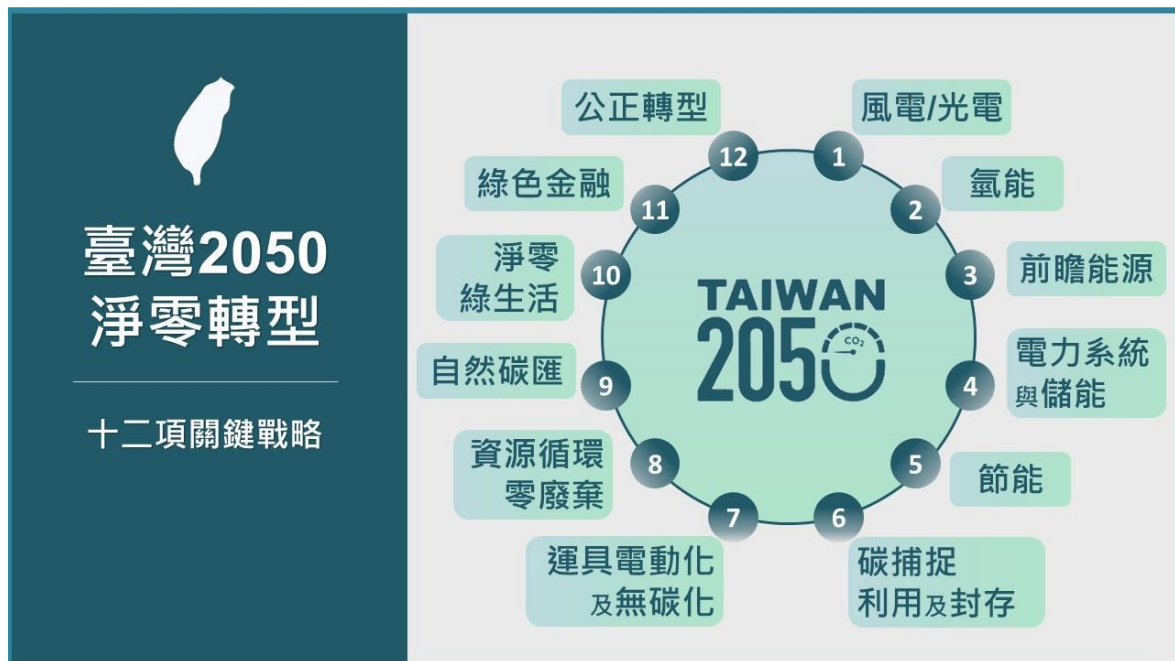 臺灣2050
淨零轉型
十二項關鍵戰略
TAIWAN
2050
CO₂
1
風電/光電
2
氫能
3
前瞻能源
4
電力系統
與儲能
5
節能
6
碳捕捉
利用及封存
7
運具電動化
及無碳化
8
資源循環
零廢棄
9
自然碳匯
10
淨零
綠生活
11
綠色金融
12
公正轉型